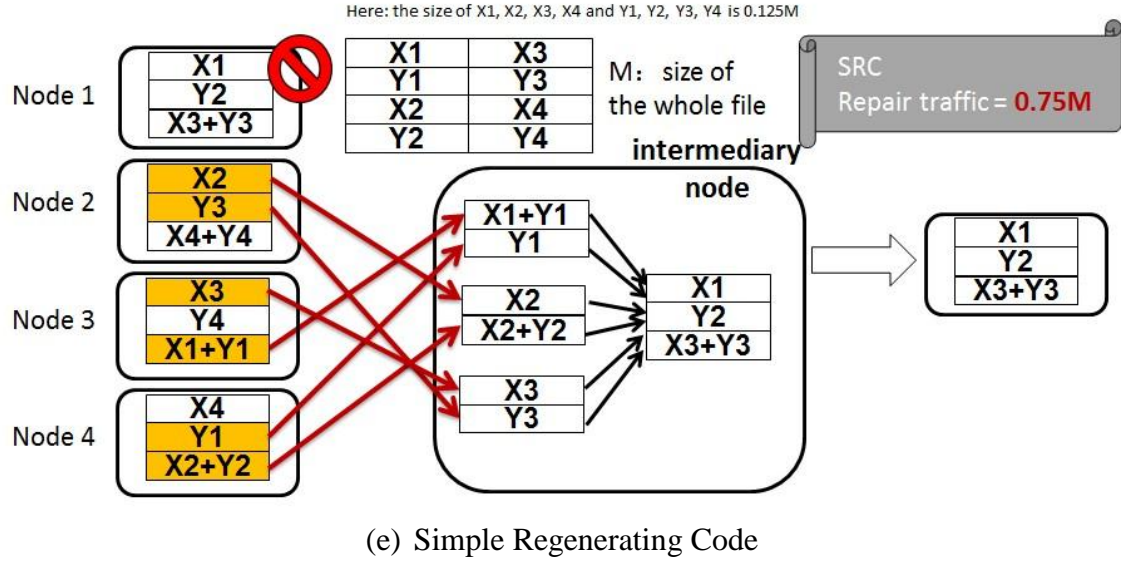 Here: the size of X1, X2, X3, X4 and Y1, Y2, Y3, Y4 is 0.125M
Node 1
X1
Y2
X3+Y3
X1 X3
Y1 Y3
X2 X4
Y2 Y4
M: size of
the whole file
SRC
Repair traffic = 0.75M
Node 2
X2
Y3
X4+Y4
Node 3
X3
Y4
X1+Y1
Node 4
X4
Y1
X2+Y2
intermediary
node
X1+Y1
Y1
X2
X2+Y2
X3
Y3
X1
Y2
X3+Y3
X1
Y2
X3+Y3
(e) Simple Regenerating Code